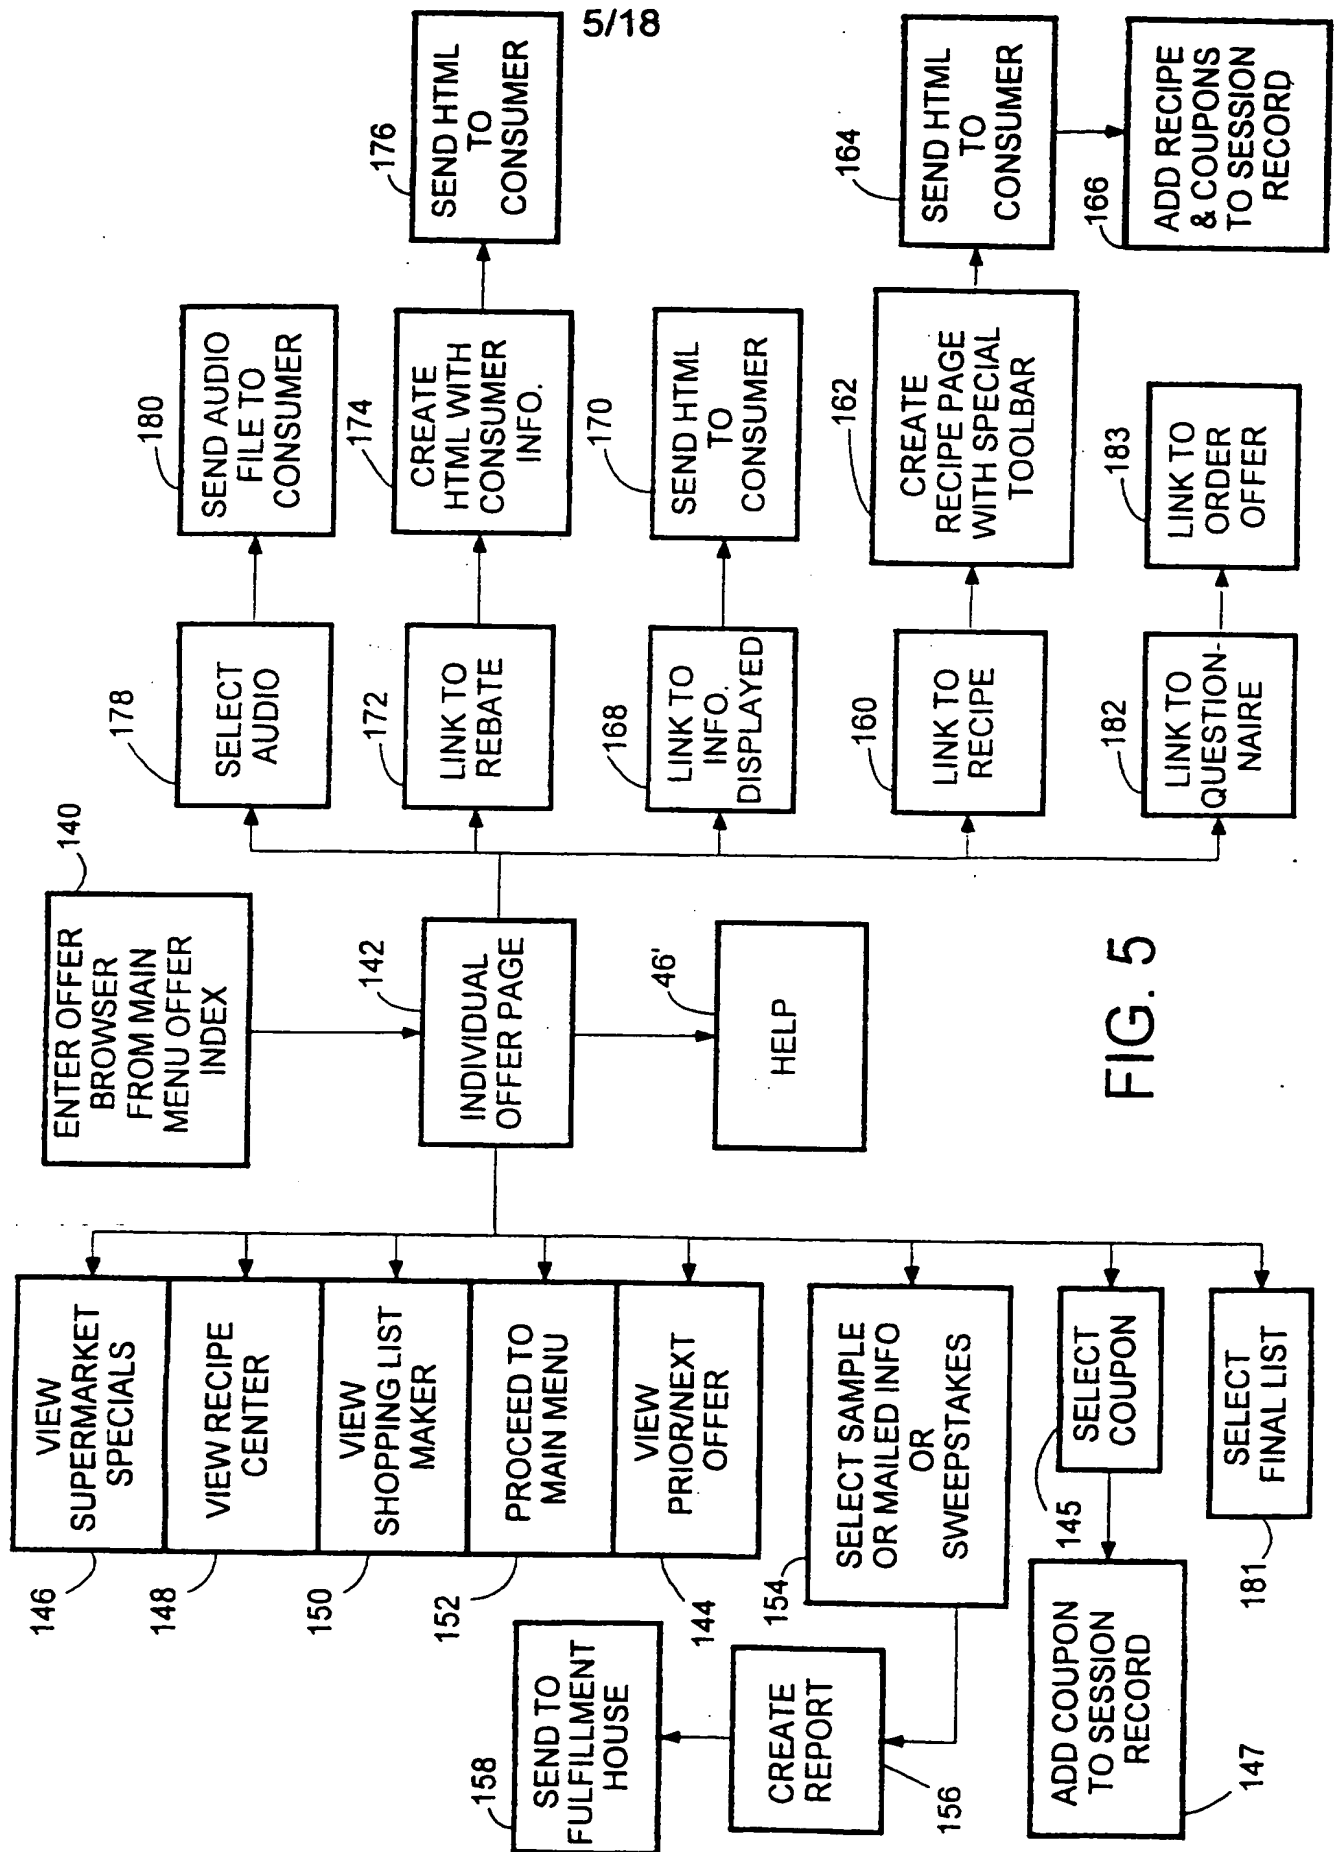 5/18
ENTER OFFER
BROWSER
FROM MAIN
MENU OFFER
INDEX
140
INDIVIDUAL
OFFER PAGE
142
HELP
46'
VIEW
SUPERMARKET
SPECIALS
146
VIEW RECIPE
CENTER
148
VIEW
SHOPPING LIST
MAKER
150
PROCEED TO
MAIN MENU
152
VIEW
PRIOR/NEXT
OFFER
144
SELECT SAMPLE
OR MAILED INFO
OR
SWEEPSTAKES
154
CREATE
REPORT
156
SEND TO
FULFILLMENT
HOUSE
158
SELECT
COUPON
145
ADD COUPON
TO SESSION
RECORD
147
SELECT
FINAL LIST
181
SELECT
AUDIO
178
SEND AUDIO
FILE TO
CONSUMER
180
LINK TO
REBATE
172
CREATE
HTML WITH
CONSUMER
INFO.
174
SEND HTML
TO
CONSUMER
176
LINK TO
INFO.
DISPLAYED
168
SEND HTML
TO
CONSUMER
170
LINK TO
RECIPE
160
CREATE
RECIPE PAGE
WITH SPECIAL
TOOLBAR
162
SEND HTML
TO
CONSUMER
164
ADD RECIPE
& COUPONS
TO SESSION
RECORD
166
LINK TO
QUESTION-
NAIRE
182
LINK TO
ORDER
OFFER
183
FIG. 5